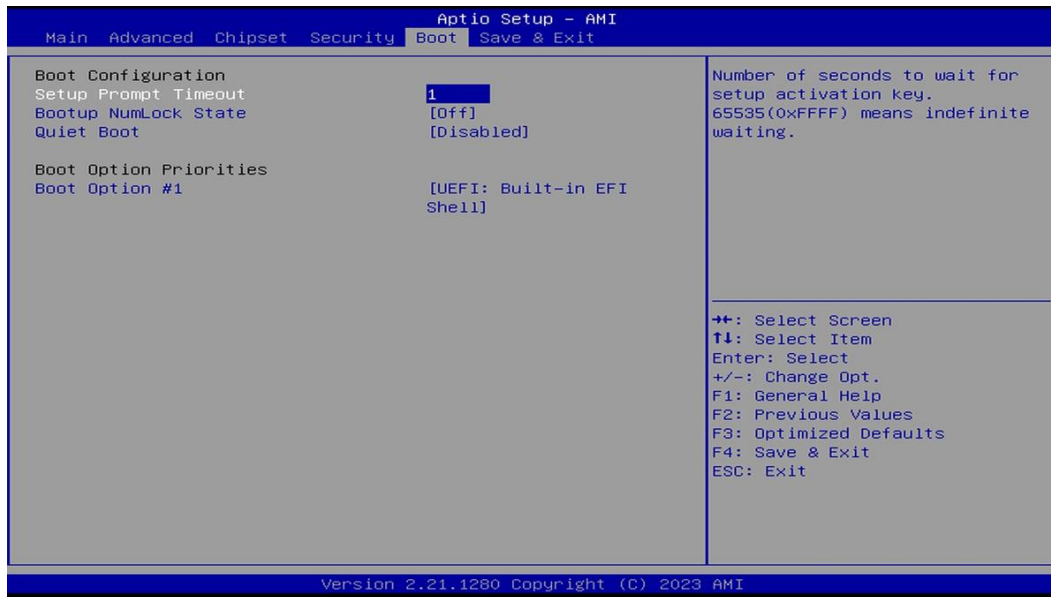 Aptio Setup – AMI
Main Advanced Chipset Security Boot Save & Exit
Boot Configuration
Setup Prompt Timeout 1
Bootup NumLock State [Off]
Quiet Boot [Disabled]
Boot Option Priorities
Boot Option #1 [UEFI: Built-in EFI
Shell]
Number of seconds to wait for
setup activation key.
65535(0xFFFF) means indefinite
waiting.
→←: Select Screen
↑↓: Select Item
Enter: Select
+/-: Change Opt.
F1: General Help
F2: Previous Values
F3: Optimized Defaults
F4: Save & Exit
ESC: Exit
Version 2.21.1280 Copyright (C) 2023 AMI